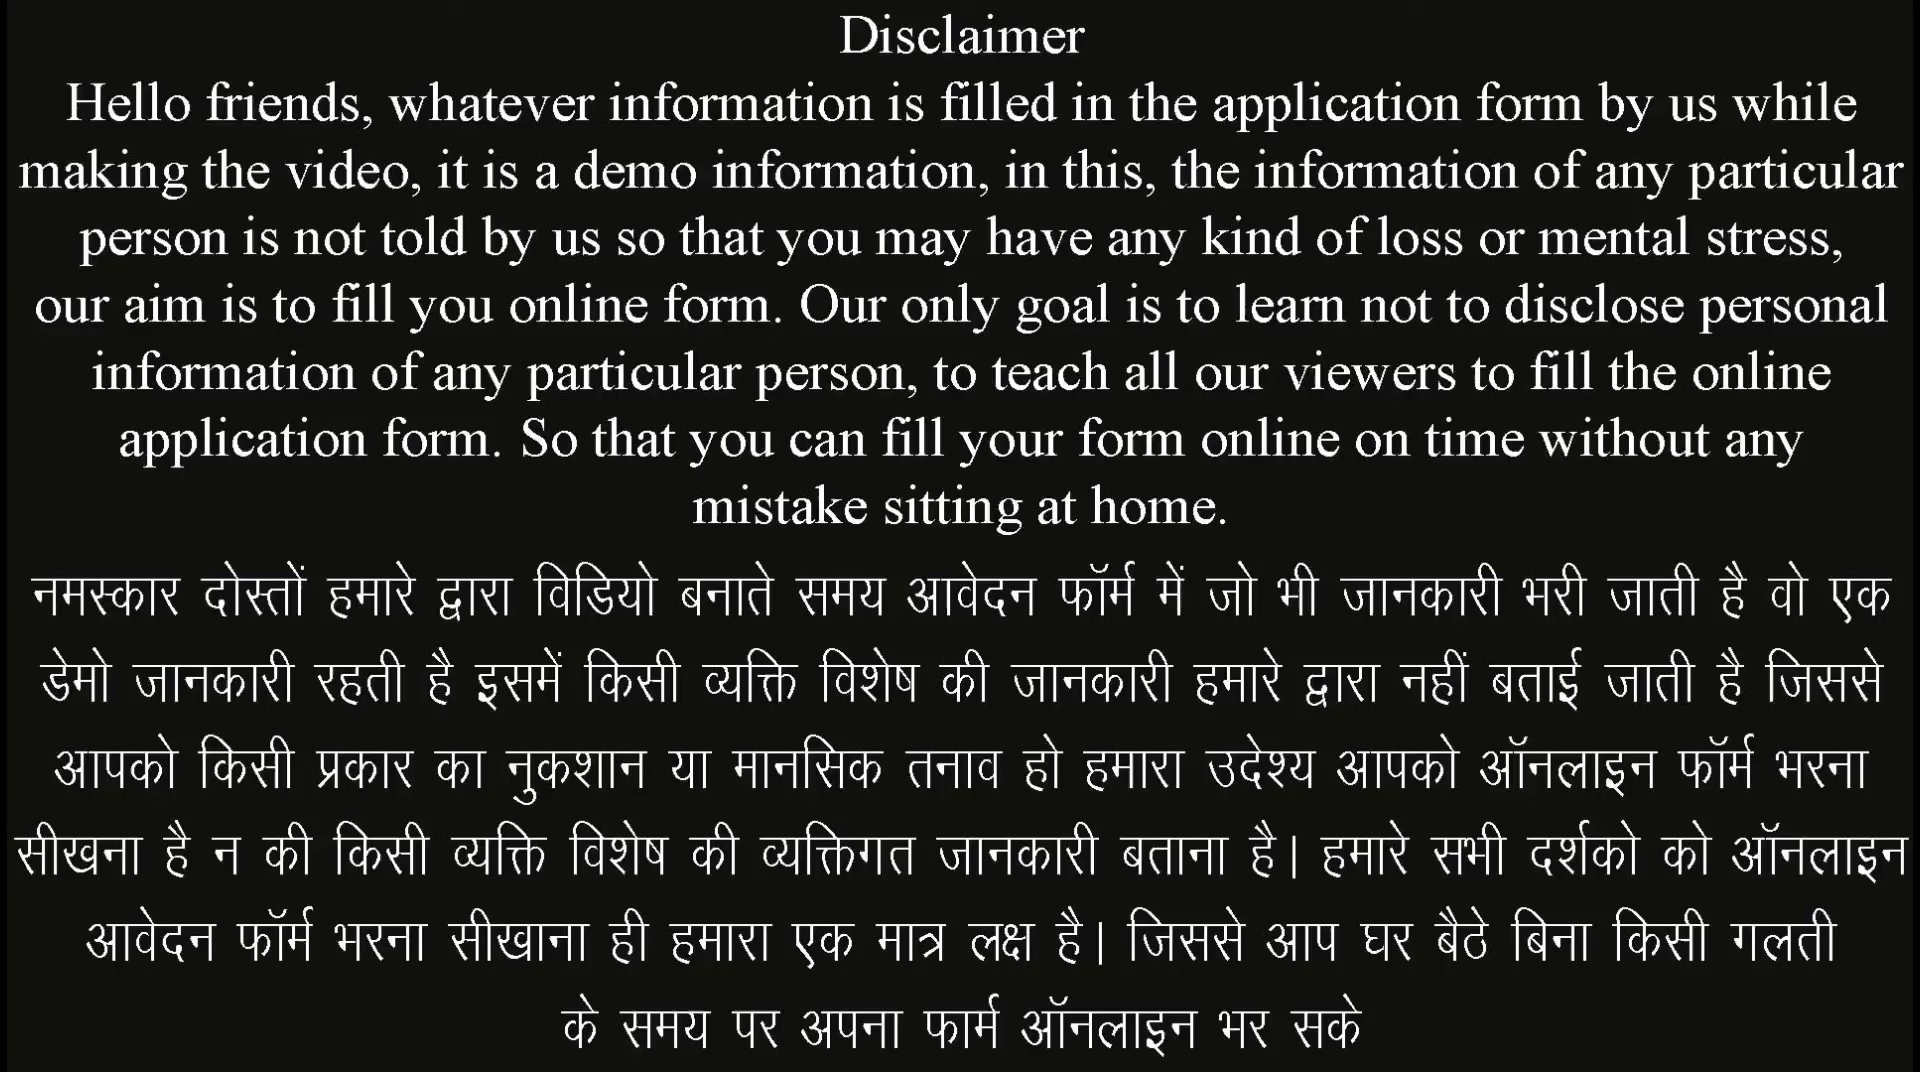 Disclaimer
Hello friends, whatever information is filled in the application form by us while
making the video, it is a demo information, in this, the information of any particular
person is not told by us so that you may have any kind of loss or mental stress,
our aim is to fill you online form. Our only goal is to learn not to disclose personal
information of any particular person, to teach all our viewers to fill the online
application form. So that you can fill your form online on time without any
mistake sitting at home.
नमस्कार दोस्तों हमारे द्वारा विडियो बनाते समय आवेदन फॉर्म में जो भी जानकारी भरी जाती है वो एक
डेमो जानकारी रहती है इसमें किसी व्यक्ति विशेष की जानकारी हमारे द्वारा नहीं बताई जाती है जिससे
आपको किसी प्रकार का नुकशान या मानसिक तनाव हो हमारा उदेश्य आपको ऑनलाइन फॉर्म भरना
सीखना है न की किसी व्यक्ति विशेष की व्यक्तिगत जानकारी बताना है। हमारे सभी दर्शको को ऑनलाइन
आवेदन फॉर्म भरना सीखाना ही हमारा एक मात्र लक्ष है। जिससे आप घर बैठे बिना किसी गलती
के समय पर अपना फार्म ऑनलाइन भर सके